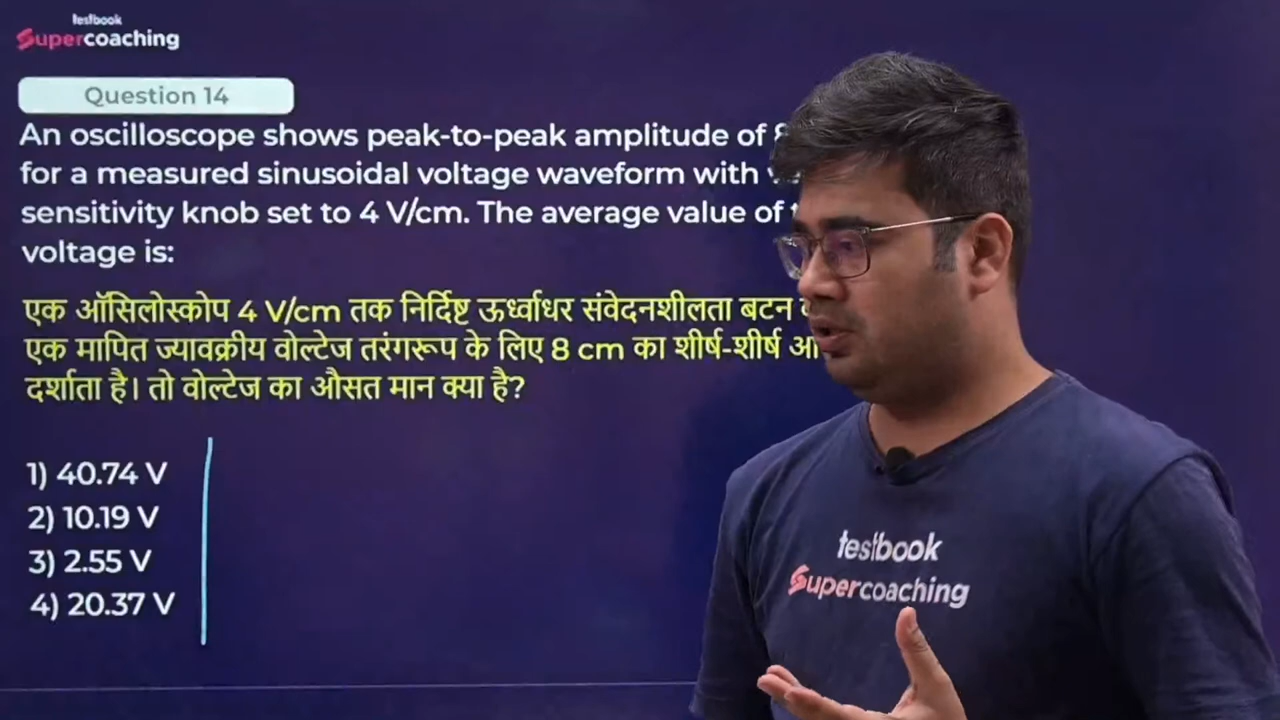 testbook
Supercoaching
Question 14
An oscilloscope shows peak-to-peak amplitude of
for a measured sinusoidal voltage waveform with
sensitivity knob set to 4 V/cm. The average value of
voltage is:
एक ऑसिलोस्कोप 4 V/cm तक निर्दिष्ट ऊर्ध्वाधर संवेदनशीलता बटन
एक मापित ज्यावक्रीय वोल्टेज तरंगरूप के लिए 8 cm का शीर्ष-शीर्ष
दर्शाता है। तो वोल्टेज का औसत मान क्या है?
1) 40.74 V
2) 10.19 V
3) 2.55 V
4) 20.37 V
testbook
Supercoaching